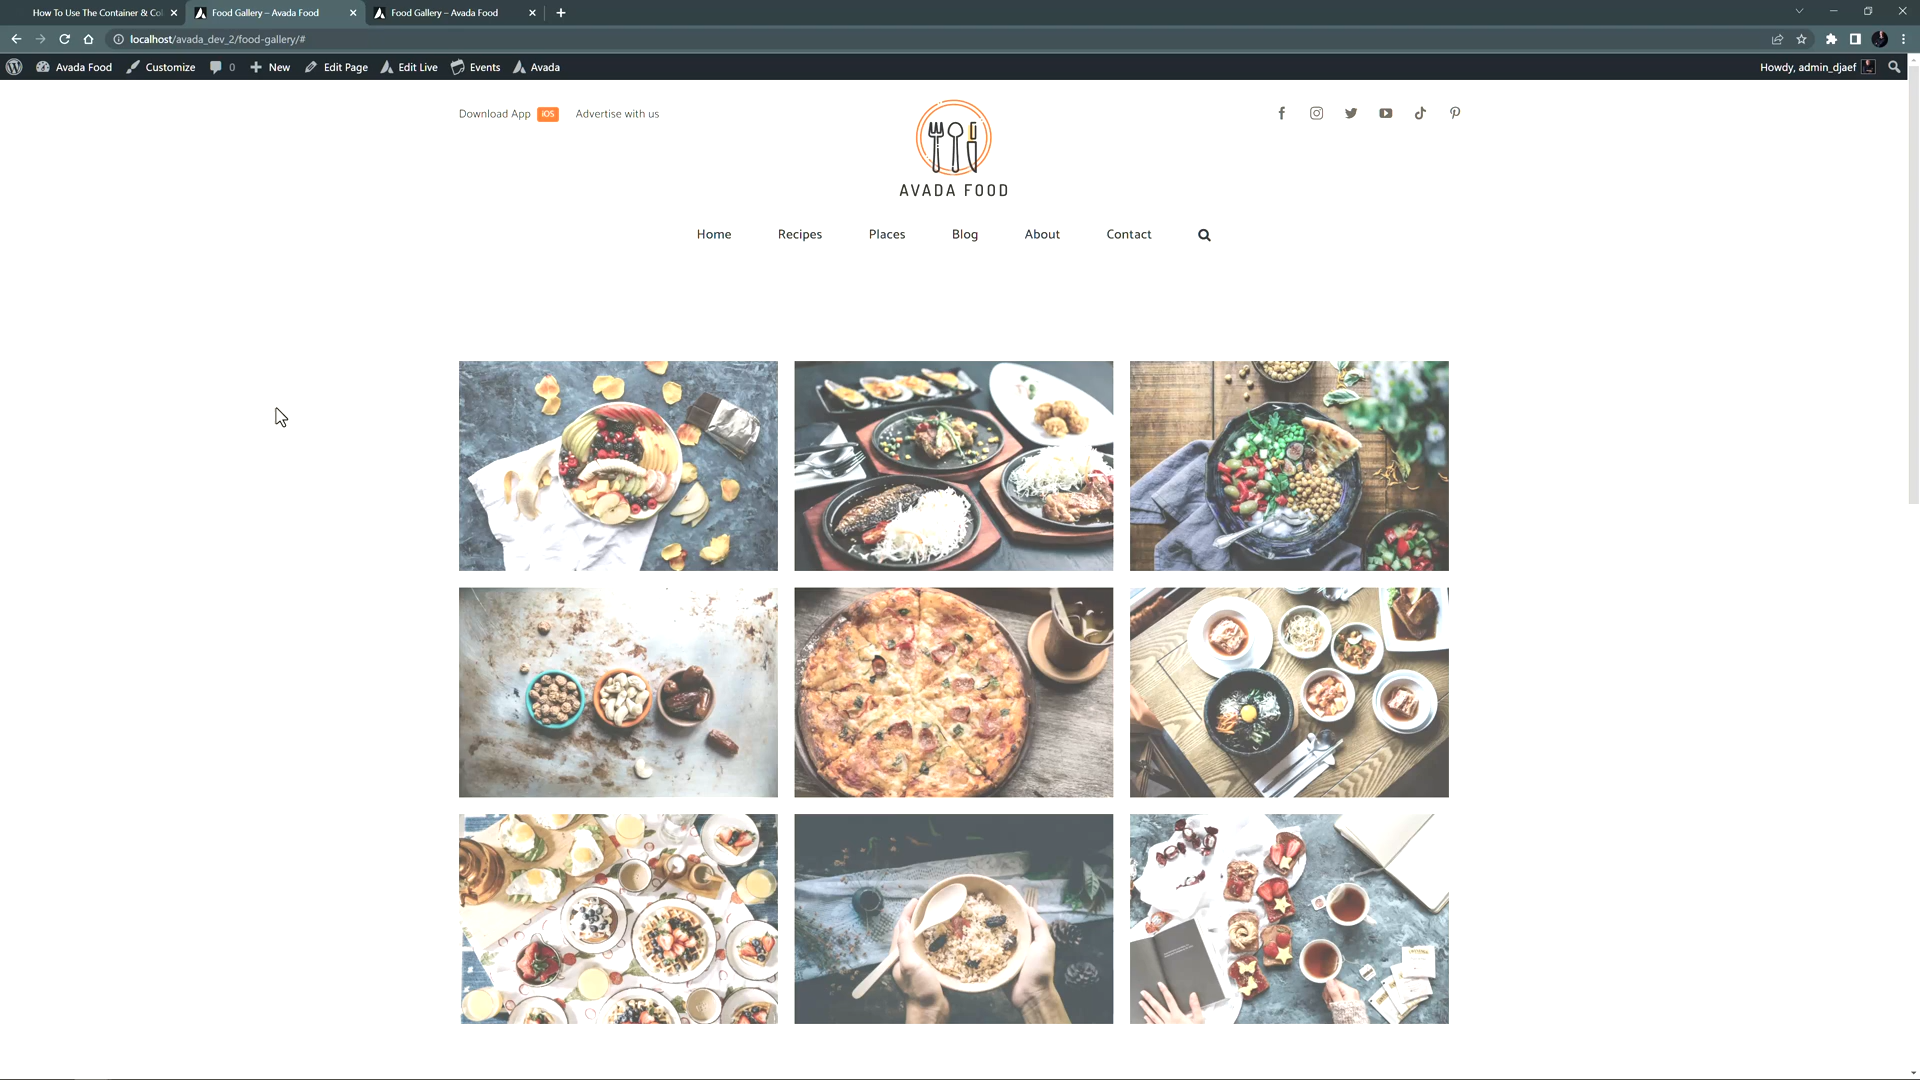 How To Use The Container & Col
Food Gallery – Avada Food
Food Gallery – Avada Food
localhost/avada_dev_2/food-gallery/#
Avada Food
Customize
0
New
Edit Page
Edit Live
Events
Avada
Howdy, admin_djaef
Download App
iOS
Advertise with us
AVADA FOOD
Home
Recipes
Places
Blog
About
Contact